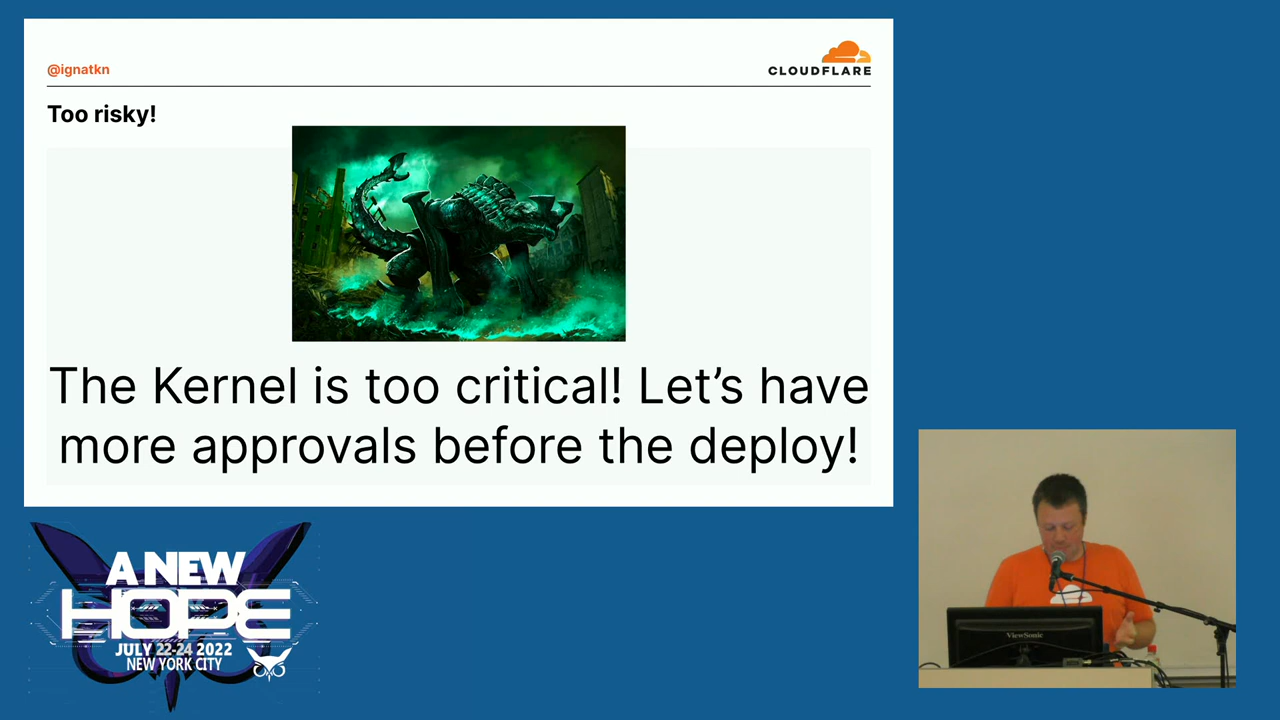 @ignatkn
CLOUDFLARE
Too risky!
The Kernel is too critical! Let’s have
more approvals before the deploy!
A NEW
HOPE
JULY 22-24 2022
NEW YORK CITY
ViewSonic